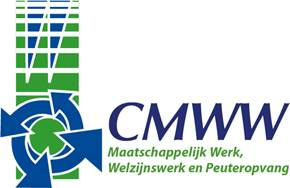 CMWW
Maatschappelijk Werk,
Welzijnswerk en Peuteropvang